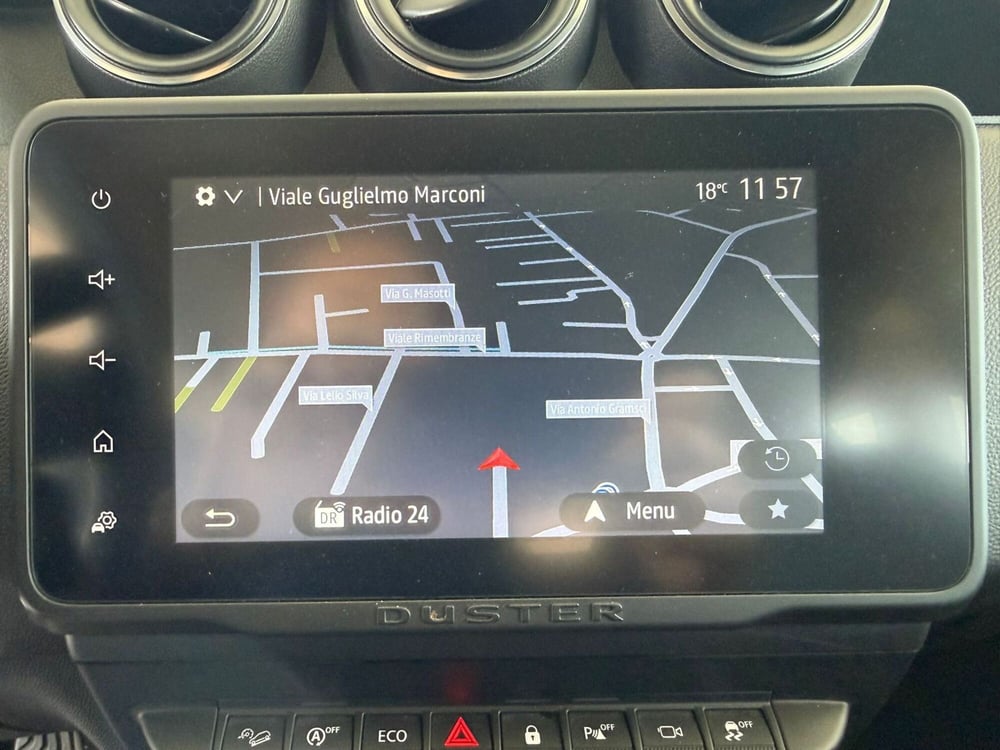 | Viale Guglielmo Marconi 18°C 11 57
Via G. Masotti
Viale Rimembranze
Via Lelio Silva
Via Antonio Gramsci
DR Radio 24
Menu
DUSTER
A OFF
ECO
P OFF
OFF